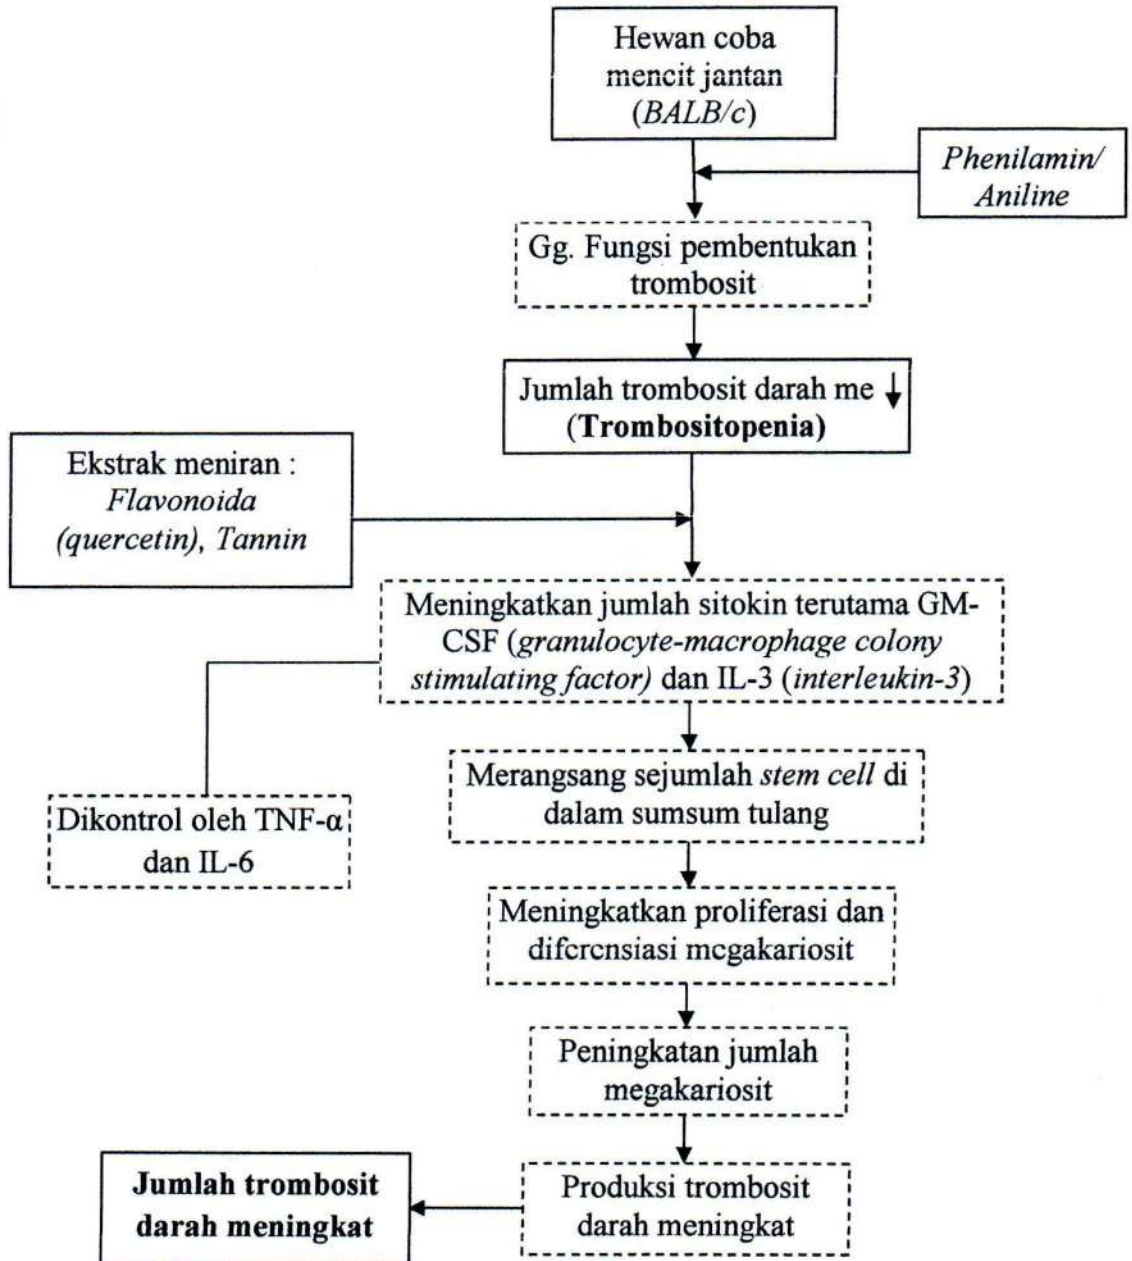 Hewan coba
mencit jantan
(BALB/c)
Phenilamin/
Aniline
Gg. Fungsi pembentukan
trombosit
Jumlah trombosit darah me ↓
(Trombositopenia)
Ekstrak meniran :
Flavonoida
(quercetin), Tannin
Meningkatkan jumlah sitokin terutama GM-
CSF (granulocyte-macrophage colony
stimulating factor) dan IL-3 (interleukin-3)
Merangsang sejumlah stem cell di
dalam sumsum tulang
Dikontrol oleh TNF-α
dan IL-6
Meningkatkan proliferasi dan
diferensiasi megakariosit
Peningkatan jumlah
megakariosit
Produksi trombosit
darah meningkat
Jumlah trombosit
darah meningkat